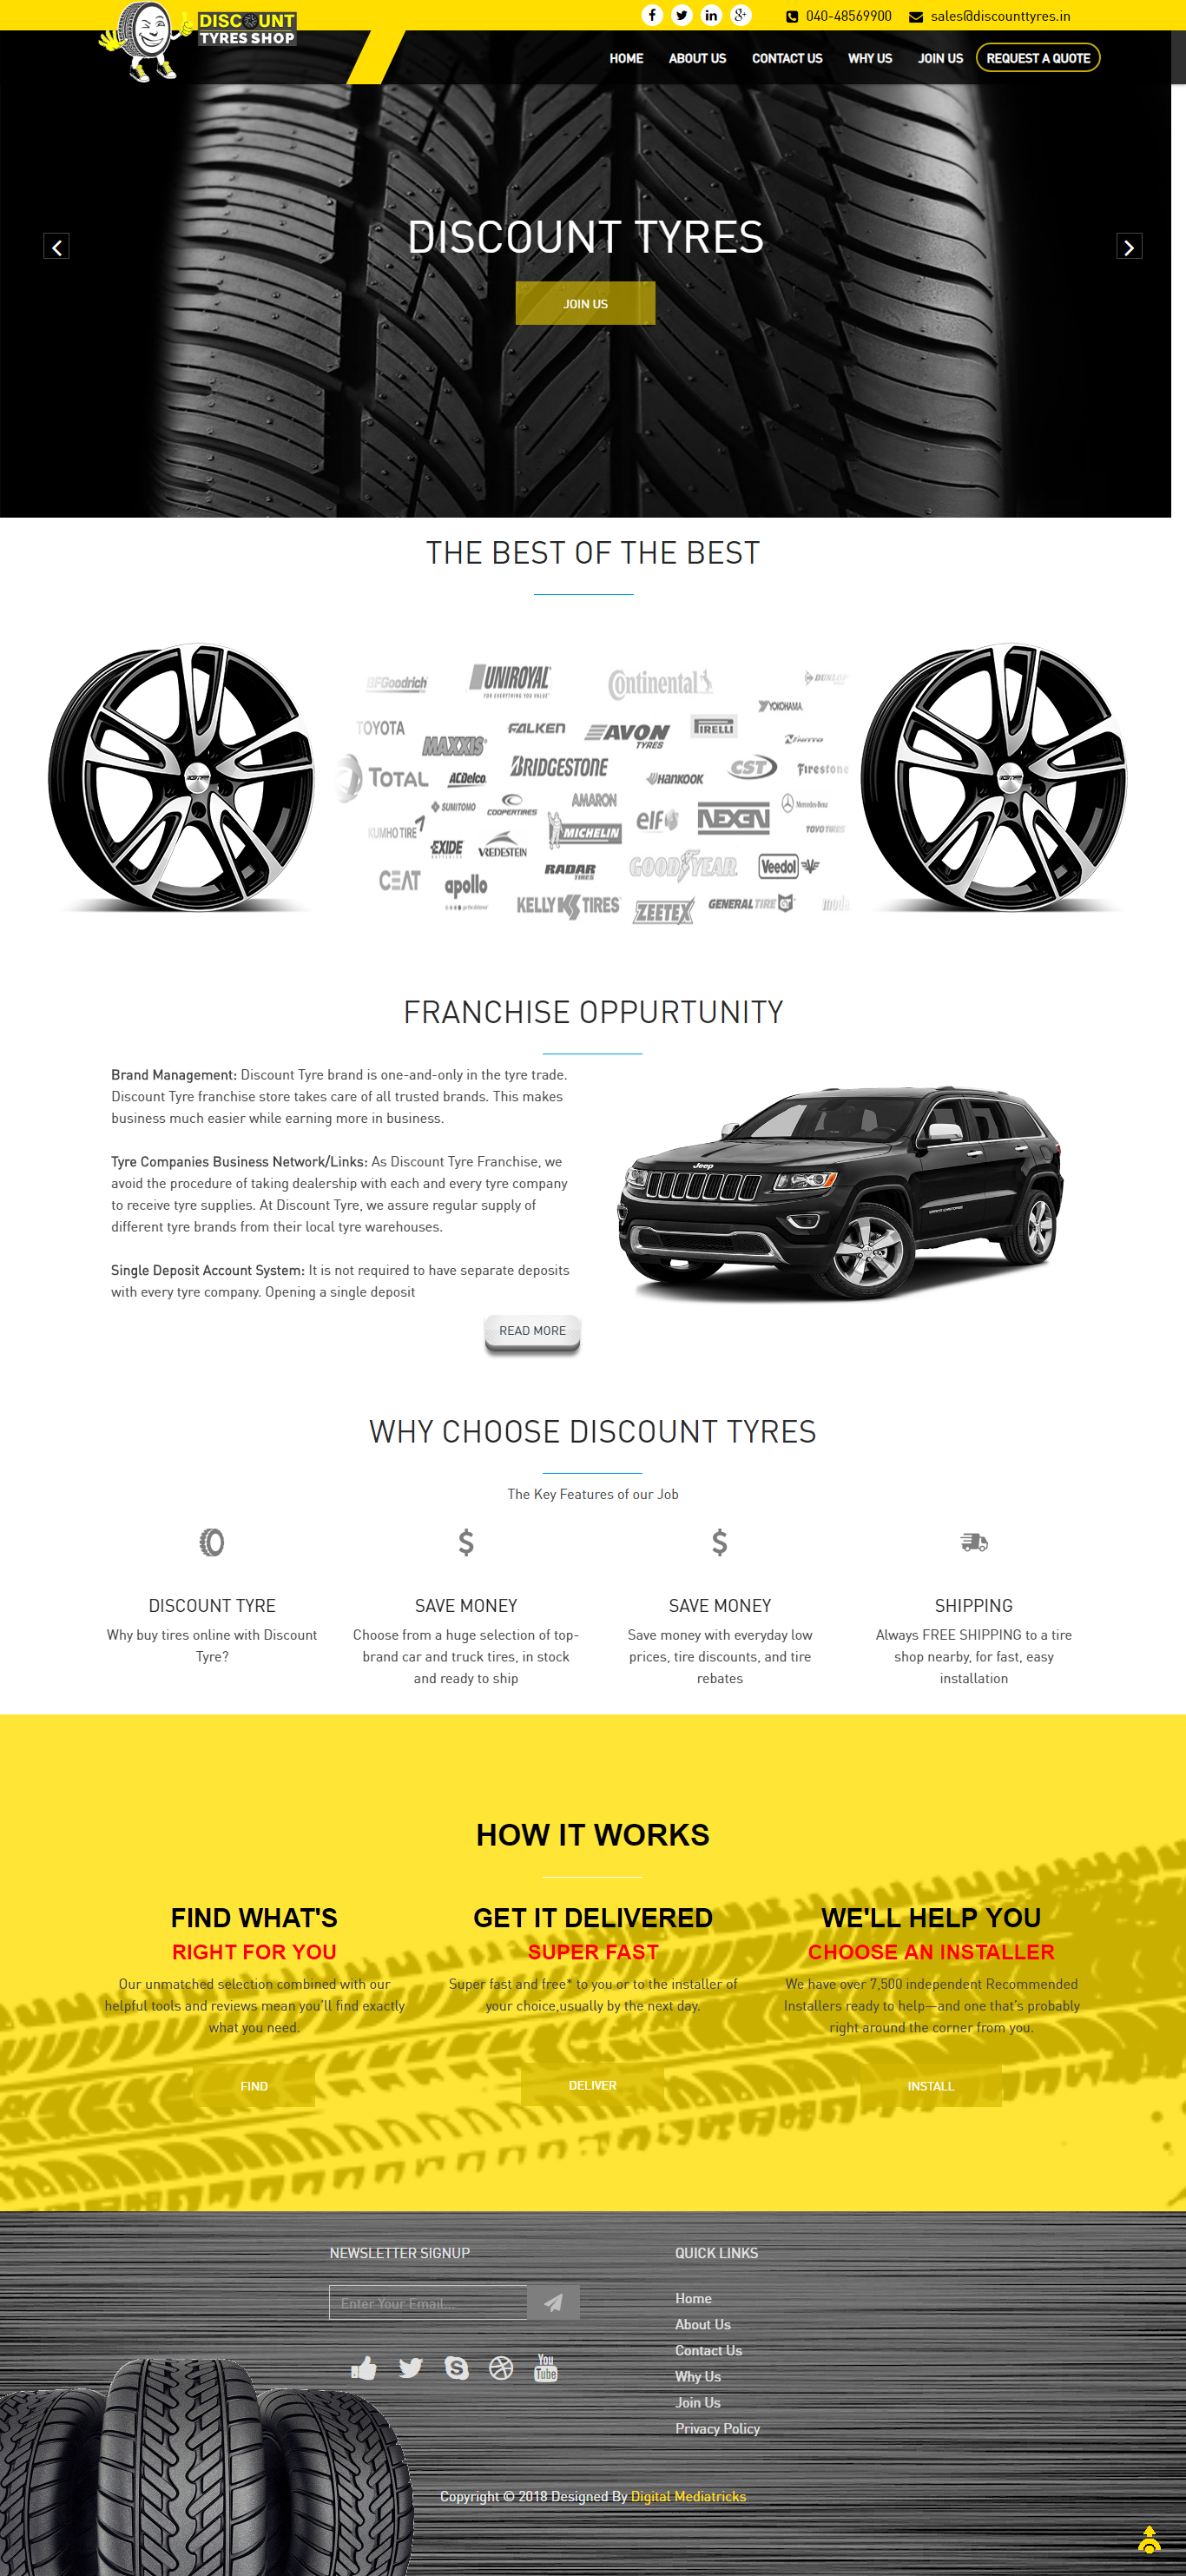 DISCOUNT
TYRES SHOP
040-48569900
sales@discounttyres.in
HOME
ABOUT US
CONTACT US
WHY US
JOIN US
REQUEST A QUOTE
DISCOUNT TYRES
JOIN US
THE BEST OF THE BEST
BFGoodrich
UNIROYAL
FOR EVERYTHING YOU VALUE
Continental
DUNLOP
YOKOHAMA
TOYOTA
FALKEN
AVON
TYRES
PIRELLI
Nitto
MAXXIS
TOTAL
ACDelco
BRIDGESTONE
HANKOOK
CST
Firestone
SUMITOMO
COOPERTIRES
AMARON
Mercedes-Benz
KUMHO TIRE
MICHELIN
elf
NEXEN
TOYO TIRES
EXIDE
BATTERIES
VREDESTEIN
RADAR
TIRES
GOODYEAR
Veedol
CEAT
apollo
KELLY TIRES
ZEETEX
GENERAL TIRE
FRANCHISE OPPURTUNITY
Brand Management: Discount Tyre brand is one-and-only in the tyre trade.
Discount Tyre franchise store takes care of all trusted brands. This makes
business much easier while earning more in business.
Tyre Companies Business Network/Links: As Discount Tyre Franchise, we
avoid the procedure of taking dealership with each and every tyre company
to receive tyre supplies. At Discount Tyre, we assure regular supply of
different tyre brands from their local tyre warehouses.
Single Deposit Account System: It is not required to have separate deposits
with every tyre company. Opening a single deposit
Jeep
READ MORE
WHY CHOOSE DISCOUNT TYRES
The Key Features of our Job
DISCOUNT TYRE
Why buy tires online with Discount
Tyre?
SAVE MONEY
Choose from a huge selection of top-
brand car and truck tires, in stock
and ready to ship
SAVE MONEY
Save money with everyday low
prices, tire discounts, and tire
rebates
SHIPPING
Always FREE SHIPPING to a tire
shop nearby, for fast, easy
installation
HOW IT WORKS
FIND WHAT'S
RIGHT FOR YOU
Our unmatched selection combined with our
helpful tools and reviews mean you'll find exactly
what you need.
FIND
GET IT DELIVERED
SUPER FAST
Super fast and free* to you or to the installer of
your choice,usually by the next day.
DELIVER
WE'LL HELP YOU
CHOOSE AN INSTALLER
We have over 7,500 independent Recommended
Installers ready to help—and one that's probably
right around the corner from you.
INSTALL
NEWSLETTER SIGNUP
Enter Your Email...
You
Tube
QUICK LINKS
Home
About Us
Contact Us
Why Us
Join Us
Privacy Policy
Copyright © 2018 Designed By Digital Mediatricks